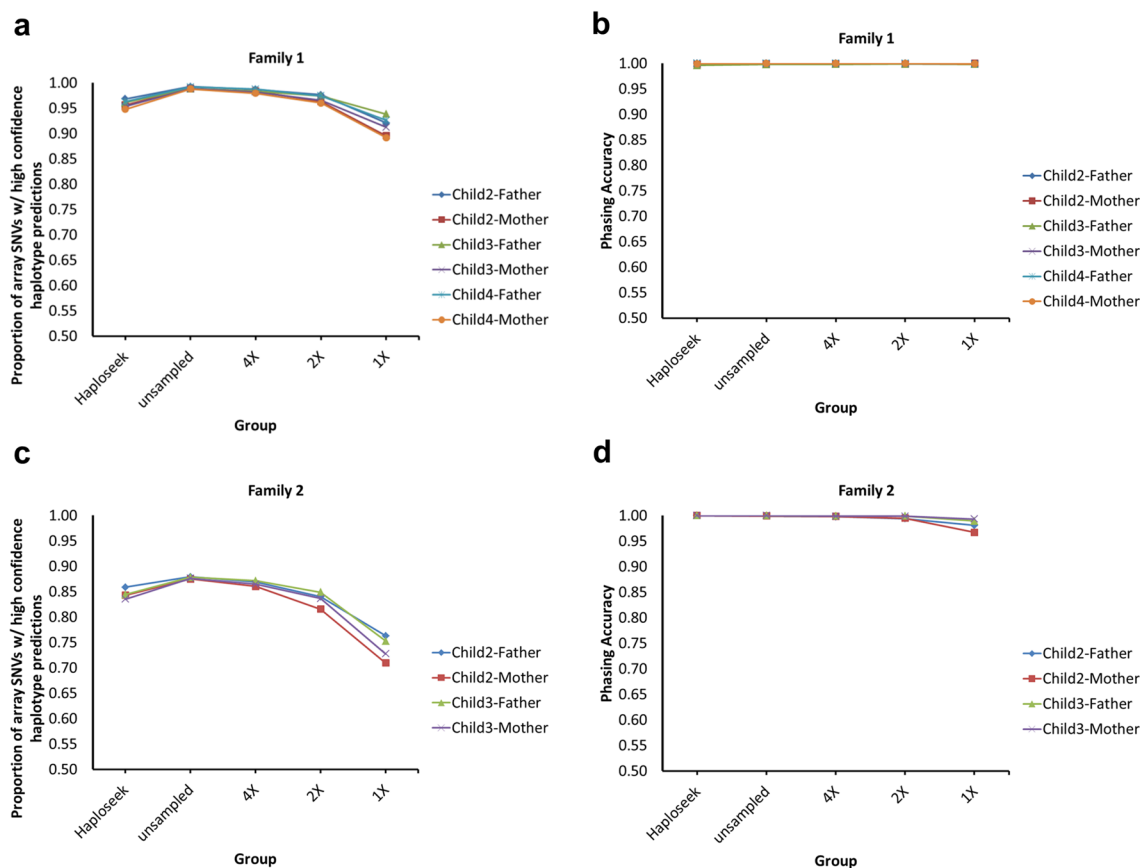 a
Family 1
Proportion of array SNVs w/ high confidence
haplotype predictions
1.00
0.95
0.90
0.85
0.80
0.75
0.70
0.65
0.60
0.55
0.50
Haploseek
unsampled
4X
2X
1X
Group
Child2-Father
Child2-Mother
Child3-Father
Child3-Mother
Child4-Father
Child4-Mother
b
Family 1
Phasing Accuracy
1.00
0.95
0.90
0.85
0.80
0.75
0.70
0.65
0.60
0.55
0.50
Haploseek
unsampled
4X
2X
1X
Group
Child2-Father
Child2-Mother
Child3-Father
Child3-Mother
Child4-Father
Child4-Mother
c
Family 2
Proportion of array SNVs w/ high confidence
haplotype predictions
1.00
0.95
0.90
0.85
0.80
0.75
0.70
0.65
0.60
0.55
0.50
Haploseek
unsampled
4X
2X
1X
Group
Child2-Father
Child2-Mother
Child3-Father
Child3-Mother
d
Family 2
Phasing Accuracy
1.00
0.95
0.90
0.85
0.80
0.75
0.70
0.65
0.60
0.55
0.50
Haploseek
unsampled
4X
2X
1X
Group
Child2-Father
Child2-Mother
Child3-Father
Child3-Mother